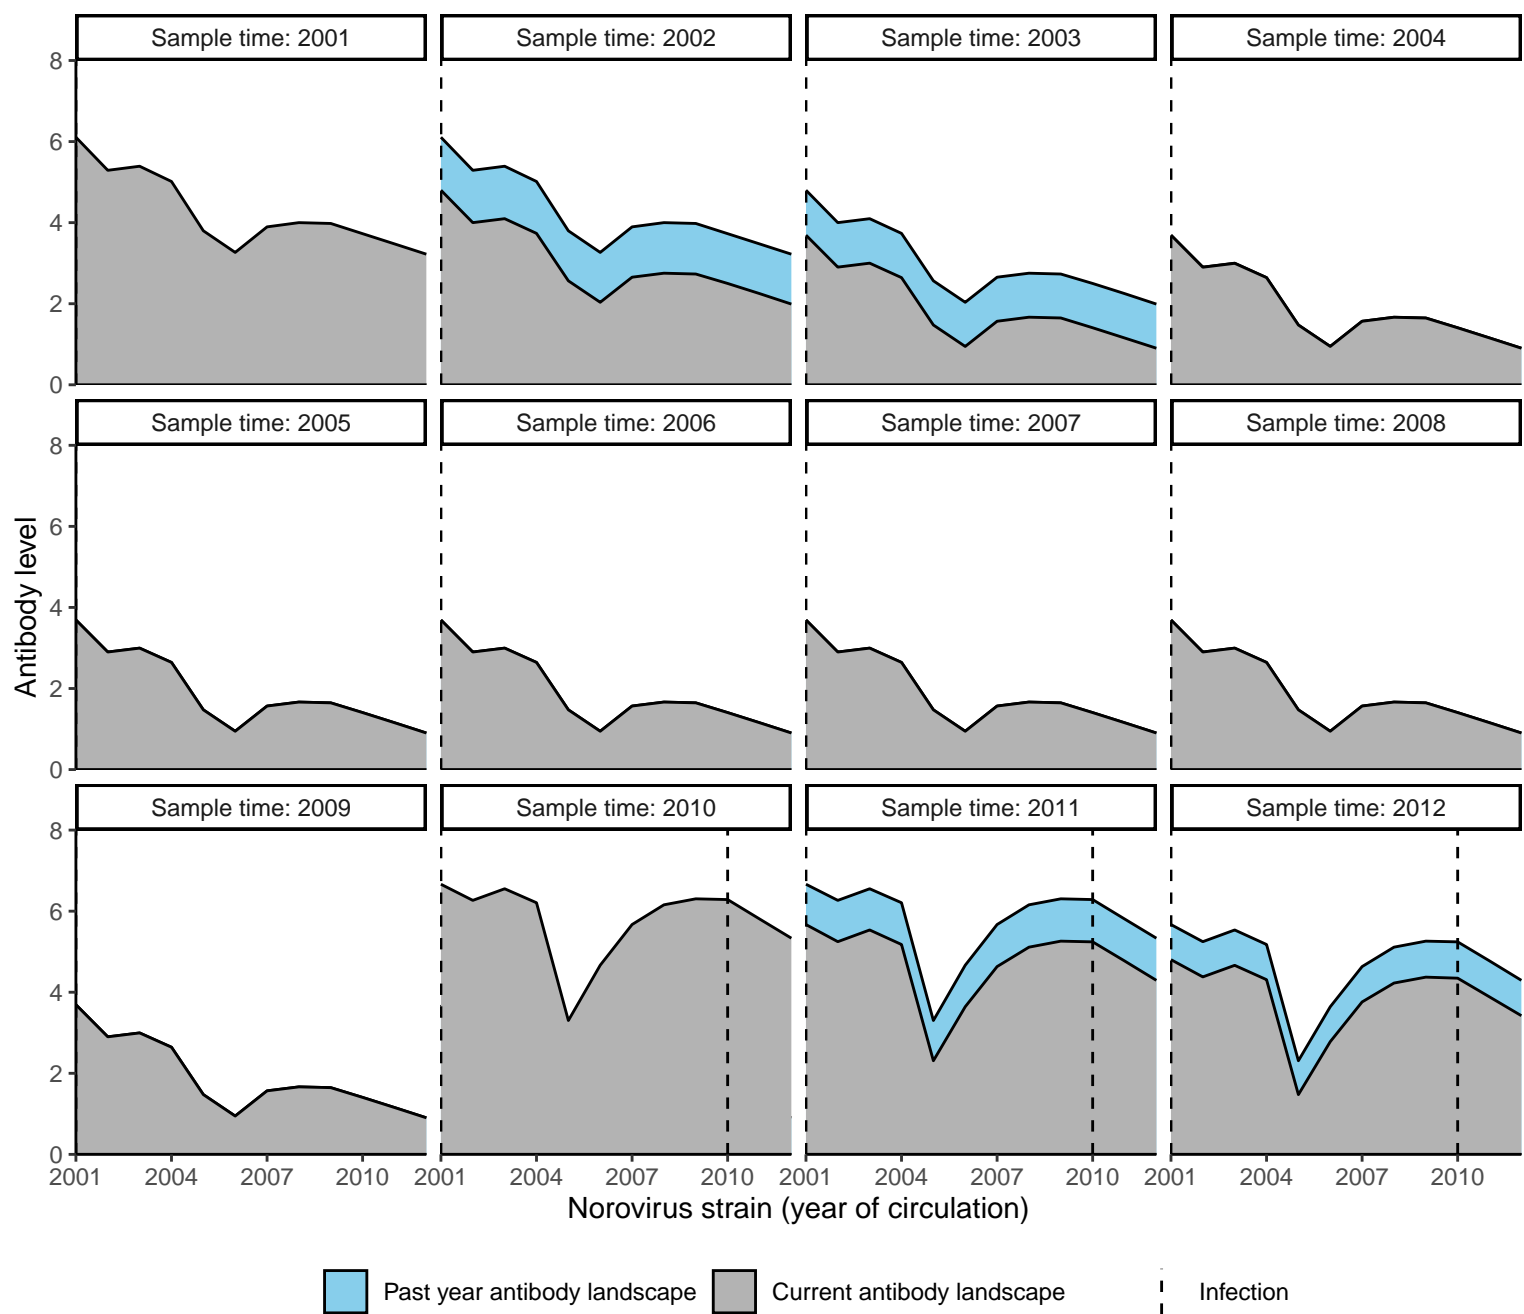 Sample time: 2001
Sample time: 2002
Sample time: 2003
Sample time: 2004
8
6
4
2
0
Sample time: 2005
Sample time: 2006
Sample time: 2007
Sample time: 2008
8
6
4
2
0
Antibody level
Sample time: 2009
Sample time: 2010
Sample time: 2011
Sample time: 2012
8
6
4
2
0
2001 2004 2007 2010 2001 2004 2007 2010 2001 2004 2007 2010 2001 2004 2007 2010
Norovirus strain (year of circulation)
Past year antibody landscape Current antibody landscape Infection